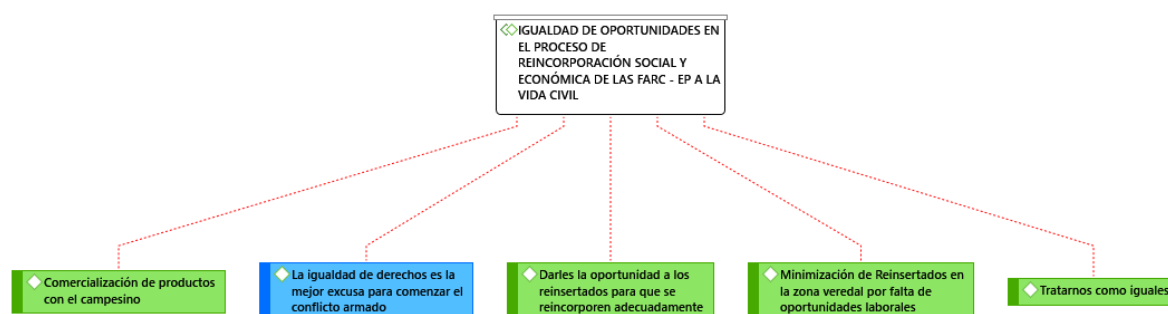 IGUALDAD DE OPORTUNIDADES EN
EL PROCESO DE
REINCORPORACIÓN SOCIAL Y
ECONÓMICA DE LAS FARC - EP A LA
VIDA CIVIL
Comercialización de productos
con el campesino
La igualdad de derechos es la
mejor excusa para comenzar el
conflicto armado
Darles la oportunidad a los
reinsertados para que se
reincorporen adecuadamente
Minimización de Reinsertados en
la zona veredal por falta de
oportunidades laborales
Tratarnos como iguales